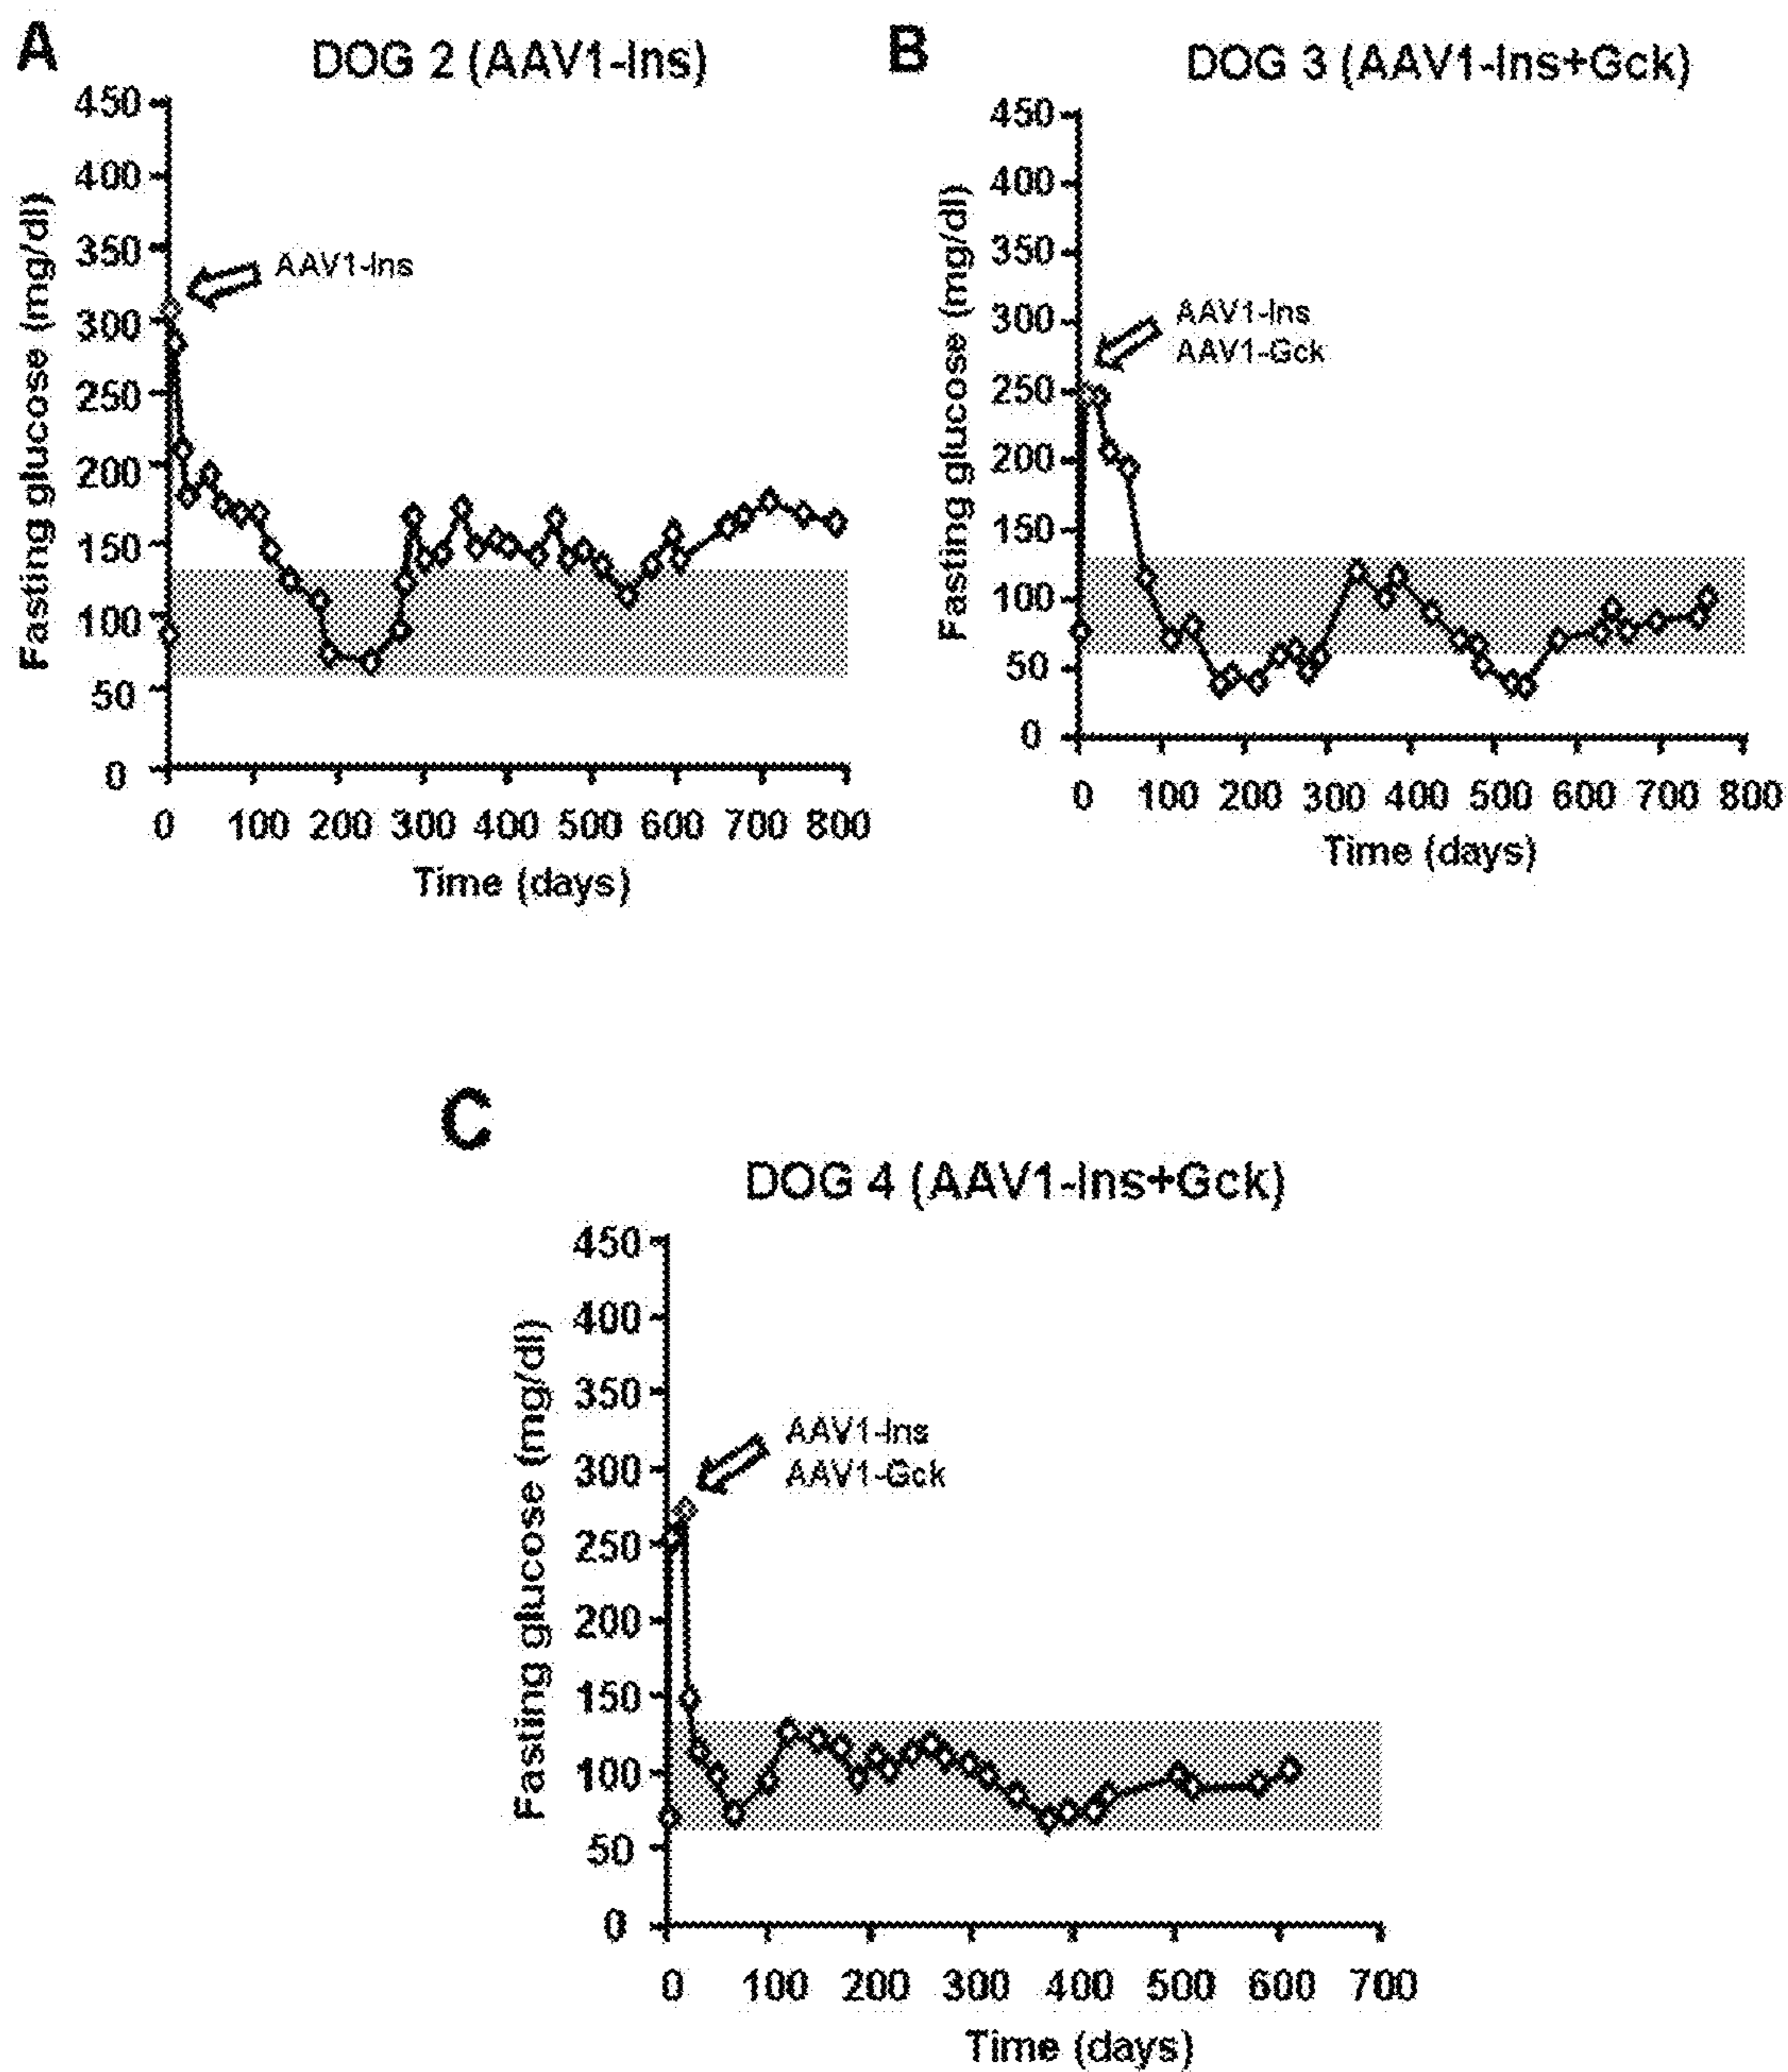 A
DOG 2 (AAV1-Ins)
Fasting glucose (mg/dl)
450
400
350
300
250
200
150
100
50
0
AAV1-Ins
0 100 200 300 400 500 600 700 800
Time (days)
B
DOG 3 (AAV1-Ins+Gck)
Fasting glucose (mg/dl)
450
400
350
300
250
200
150
100
50
0
AAV1-Ins
AAV1-Gck
0 100 200 300 400 500 600 700 800
Time (days)
C
DOG 4 (AAV1-Ins+Gck)
Fasting glucose (mg/dl)
450
400
350
300
250
200
150
100
50
0
AAV1-Ins
AAV1-Gck
0 100 200 300 400 500 600 700
Time (days)